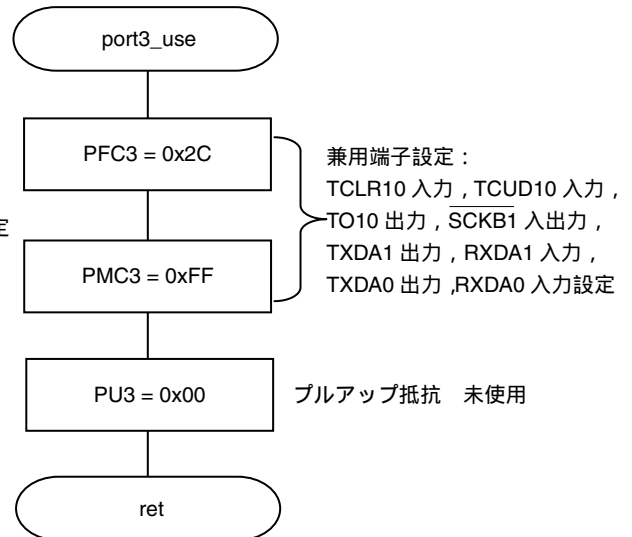 port3_use
PFC3 = 0x2C
兼用端子設定：
TCLR10 入力，TCUD10 入力，
TO10 出力，SCKB1 入出力，
TXDA1 出力，RXDA1 入力，
TXDA0 出力,RXDA0 入力設定
定
PMC3 = 0xFF
PU3 = 0x00
プルアップ抵抗　未使用
ret